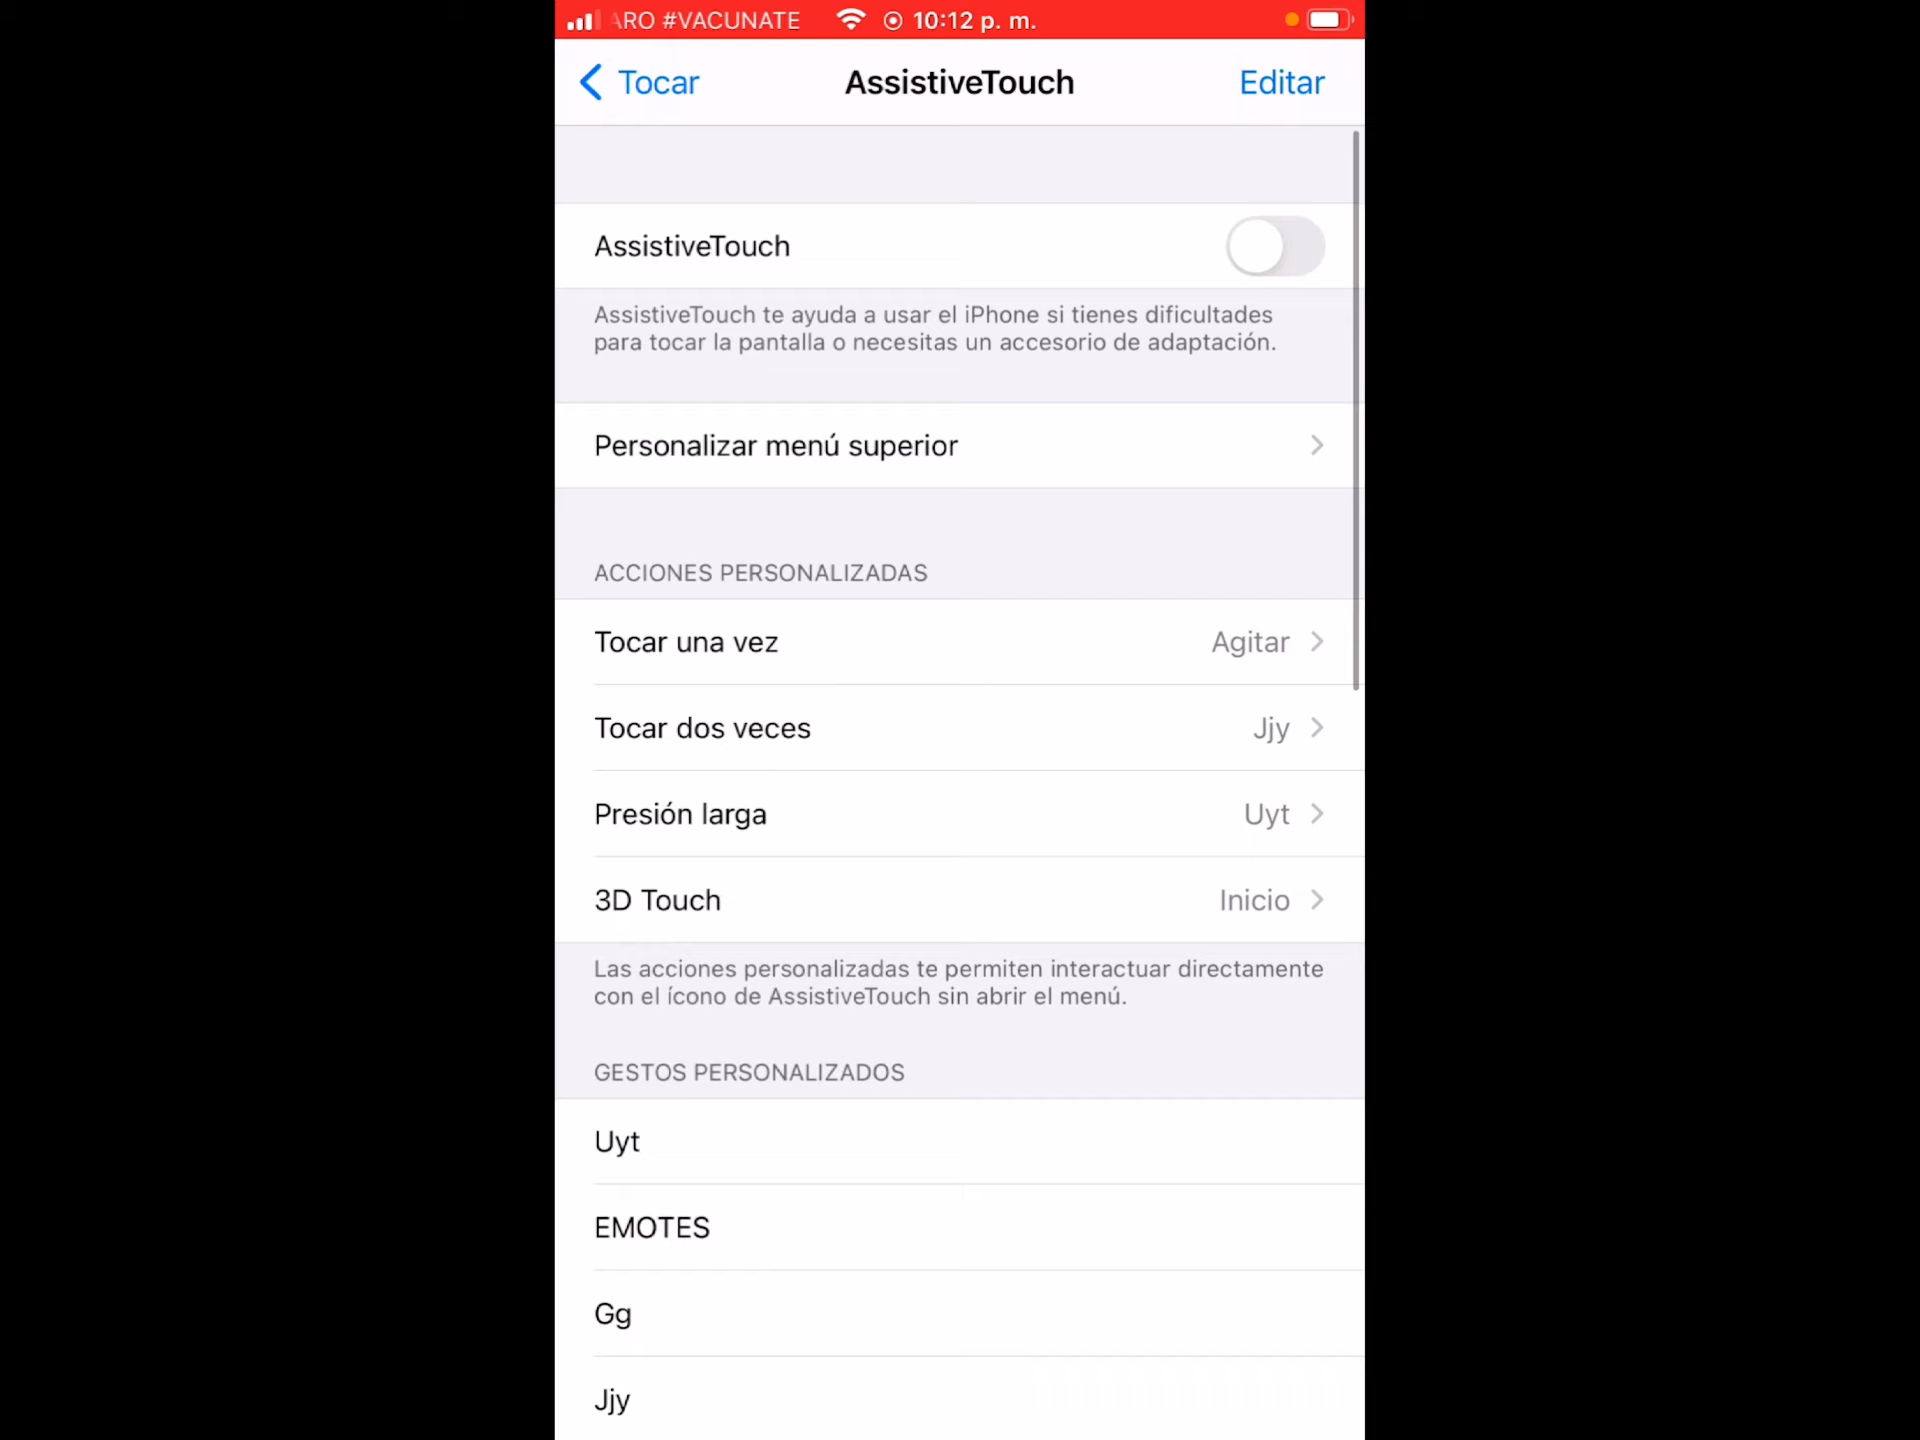 ARO #VACUNATE 10:12 p. m.
Tocar AssistiveTouch Editar
AssistiveTouch
AssistiveTouch te ayuda a usar el iPhone si tienes dificultades
para tocar la pantalla o necesitas un accesorio de adaptación.
Personalizar menú superior
ACCIONES PERSONALIZADAS
Tocar una vez Agitar
Tocar dos veces Jjy
Presión larga Uyt
3D Touch Inicio
Las acciones personalizadas te permiten interactuar directamente
con el ícono de AssistiveTouch sin abrir el menú.
GESTOS PERSONALIZADOS
Uyt
EMOTES
Gg
Jjy